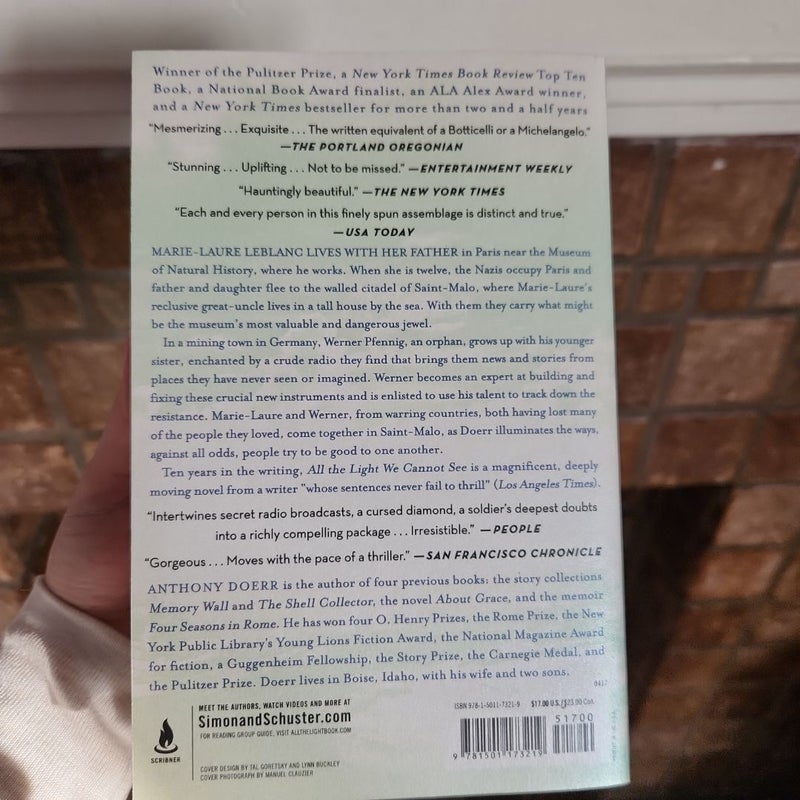 Winner of the Pulitzer Prize, a New York Times Book Review Top Ten
Book, a National Book Award finalist, an ALA Alex Award winner,
and a New York Times bestseller for more than two and a half years
"Mesmerizing . . . Exquisite . . . The written equivalent of a Botticelli or a Michelangelo."
—THE PORTLAND OREGONIAN
"Stunning . . . Uplifting . . . Not to be missed." —ENTERTAINMENT WEEKLY
"Hauntingly beautiful." —THE NEW YORK TIMES
"Each and every person in this finely spun assemblage is distinct and true."
—USA TODAY
MARIE-LAURE LEBLANC LIVES WITH HER FATHER in Paris near the Museum
of Natural History, where he works. When she is twelve, the Nazis occupy Paris and
father and daughter flee to the walled citadel of Saint-Malo, where Marie-Laure's
reclusive great-uncle lives in a tall house by the sea. With them they carry what might
be the museum's most valuable and dangerous jewel.
In a mining town in Germany, Werner Pfennig, an orphan, grows up with his younger
sister, enchanted by a crude radio they find that brings them news and stories from
places they have never seen or imagined. Werner becomes an expert at building and
fixing these crucial new instruments and is enlisted to use his talent to track down the
resistance. Marie-Laure and Werner, from warring countries, both having lost many
of the people they loved, come together in Saint-Malo, as Doerr illuminates the ways,
against all odds, people try to be good to one another.
Ten years in the writing, All the Light We Cannot See is a magnificent, deeply
moving novel from a writer "whose sentences never fail to thrill" (Los Angeles Times).
"Intertwines secret radio broadcasts, a cursed diamond, a soldier's deepest doubts
into a richly compelling package . . . Irresistible." —PEOPLE
"Gorgeous . . . Moves with the pace of a thriller." —SAN FRANCISCO CHRONICLE
ANTHONY DOERR is the author of four previous books: the story collections
Memory Wall and The Shell Collector, the novel About Grace, and the memoir
Four Seasons in Rome. He has won four O. Henry Prizes, the Rome Prize, the New
York Public Library's Young Lions Fiction Award, the National Magazine Award
for fiction, a Guggenheim Fellowship, the Story Prize, the Carnegie Medal, and
the Pulitzer Prize. Doerr lives in Boise, Idaho, with his wife and two sons.
0417
MEET THE AUTHORS, WATCH VIDEOS AND MORE AT
SimonandSchuster.com
FOR READING GROUP GUIDE, VISIT ALLTHELIGHTBOOK.COM
SCRIBNER
COVER DESIGN BY TAL GORETSKY AND LYNN BUCKLEY
COVER PHOTOGRAPH BY MANUEL CLAUZIER
ISBN 978-1-5011-7321-9 $17.00 U.S./$23.00 Can.
51700
9 781501 173219